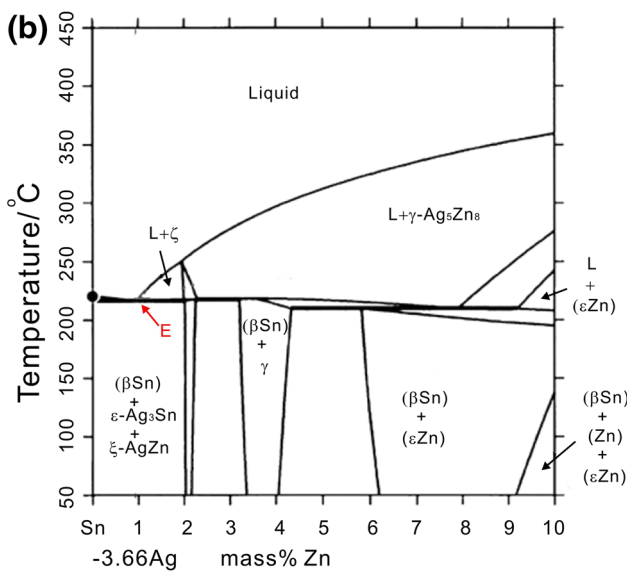 (b)
450
400
350
300
250
200
150
100
50
Temperature/°C
Liquid
L+γ-Ag₅Zn₈
L+ζ
L
+
(εZn)
E
(βSn)
+
γ
(βSn)
+
ε-Ag₃Sn
+
ξ-AgZn
(βSn)
+
(εZn)
(βSn)
+
(Zn)
+
(εZn)
Sn 1 2 3 4 5 6 7 8 9 10
-3.66Ag mass% Zn